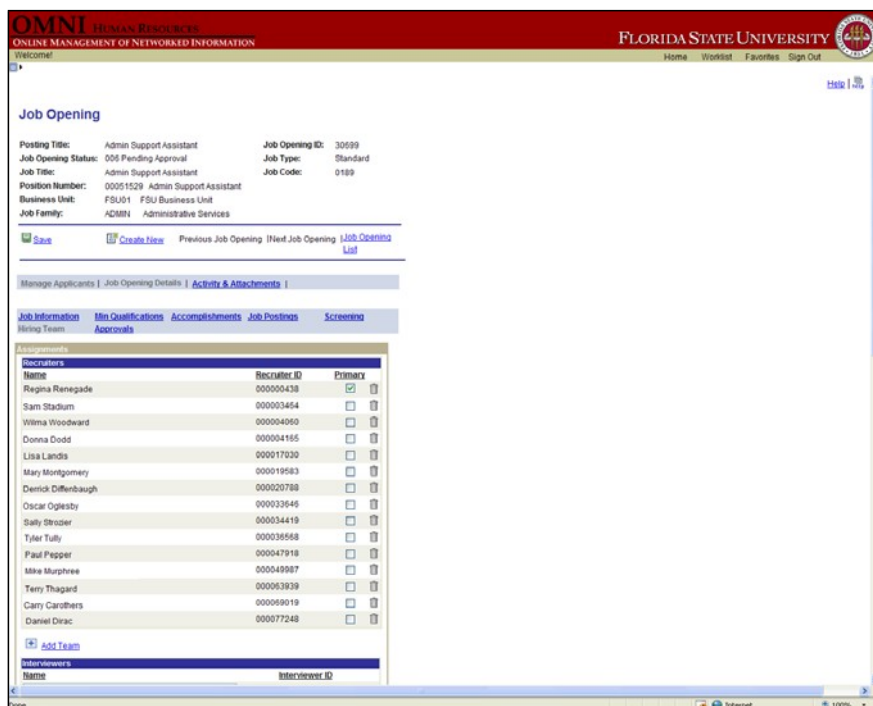 OMNI HUMAN RESOURCES
ONLINE MANAGEMENT OF NETWORKED INFORMATION
FLORIDA STATE UNIVERSITY
Welcome!
Home Worklist Favorites Sign Out
Help |
Job Opening
Posting Title: Admin Support Assistant Job Opening ID: 30699
Job Opening Status: 006 Pending Approval Job Type: Standard
Job Title: Admin Support Assistant Job Code: 0189
Position Number: 00051529 Admin Support Assistant
Business Unit: FSU01 FSU Business Unit
Job Family: ADMIN Administrative Services
Save Create New Previous Job Opening |Next Job Opening |Job Opening
List
Manage Applicants | Job Opening Details | Activity & Attachments |
Job Information Min Qualifications Accomplishments Job Postings Screening
Hiring Team Approvals
Assignments
Recruiters
Name Recruiter ID Primary
Regina Renegade 000000438
Sam Stadium 000003464
Wilma Woodward 000004060
Donna Dodd 000004165
Lisa Landis 000017030
Mary Montgomery 000019583
Derrick Diffenbaugh 000020788
Oscar Oglesby 000033646
Sally Strozier 000034419
Tyler Tully 000036568
Paul Pepper 000047918
Mike Murphree 000049987
Terry Thagard 000063939
Carry Carothers 000069019
Daniel Dirac 000077248
Add Team
Interviewers
Name Interviewer ID
Done Internet 100%